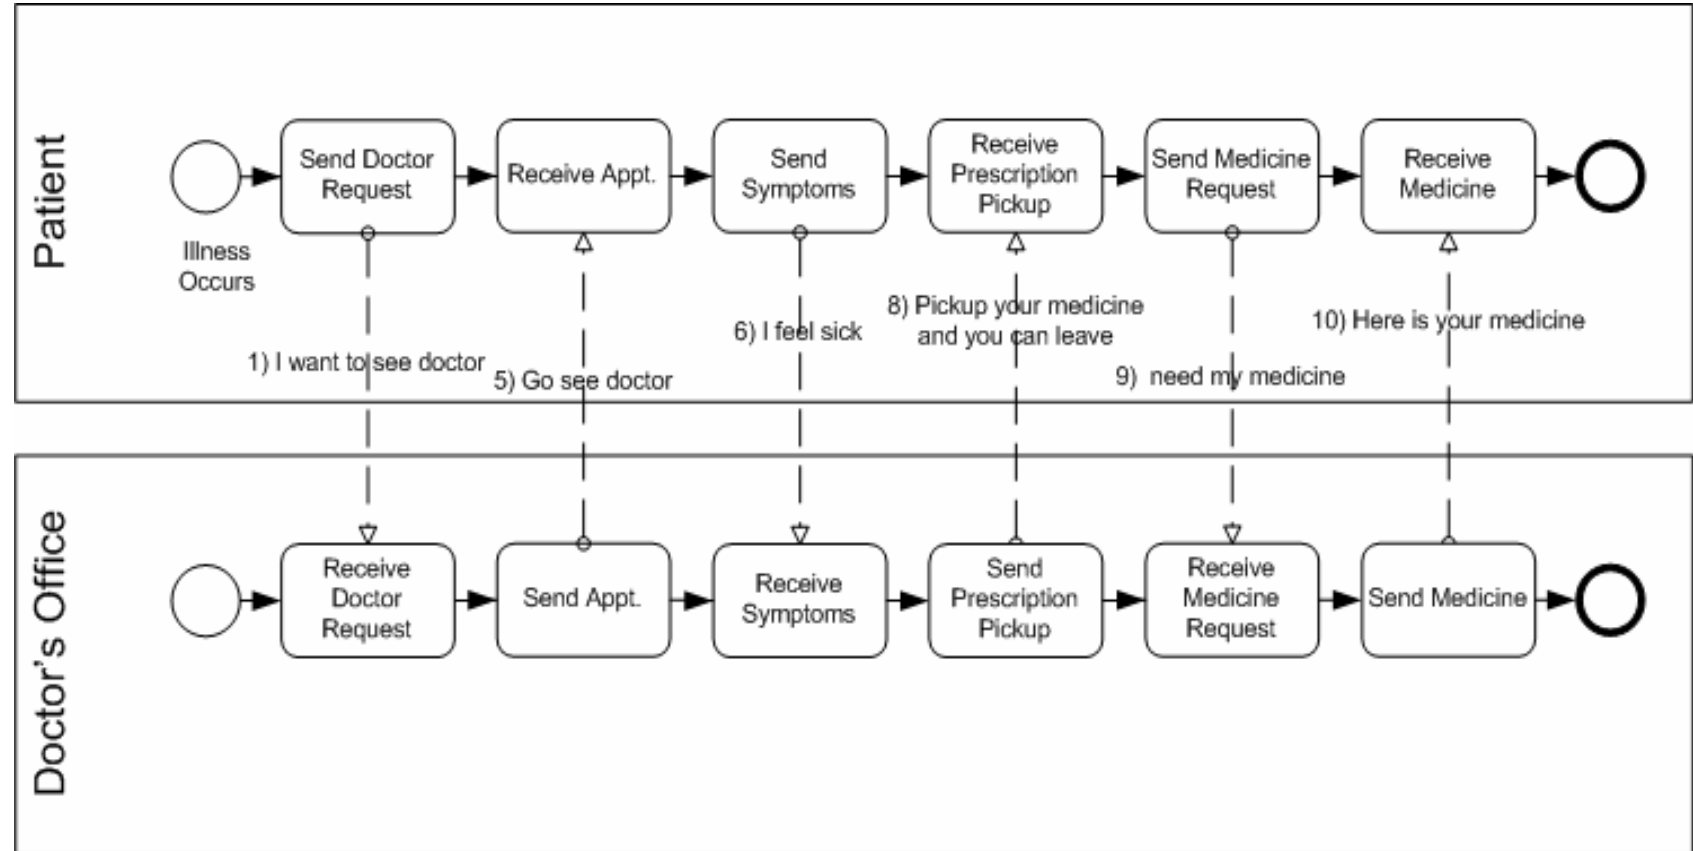 Patient
Send Doctor
Request
Receive Appt.
Send
Symptoms
Receive
Prescription
Pickup
Send Medicine
Request
Receive
Medicine
Illness
Occurs
1) I want to see doctor
5) Go see doctor
6) I feel sick
8) Pickup your medicine
and you can leave
9) need my medicine
10) Here is your medicine
Doctor's Office
Receive
Doctor
Request
Send Appt.
Receive
Symptoms
Send
Prescription
Pickup
Receive
Medicine
Request
Send Medicine